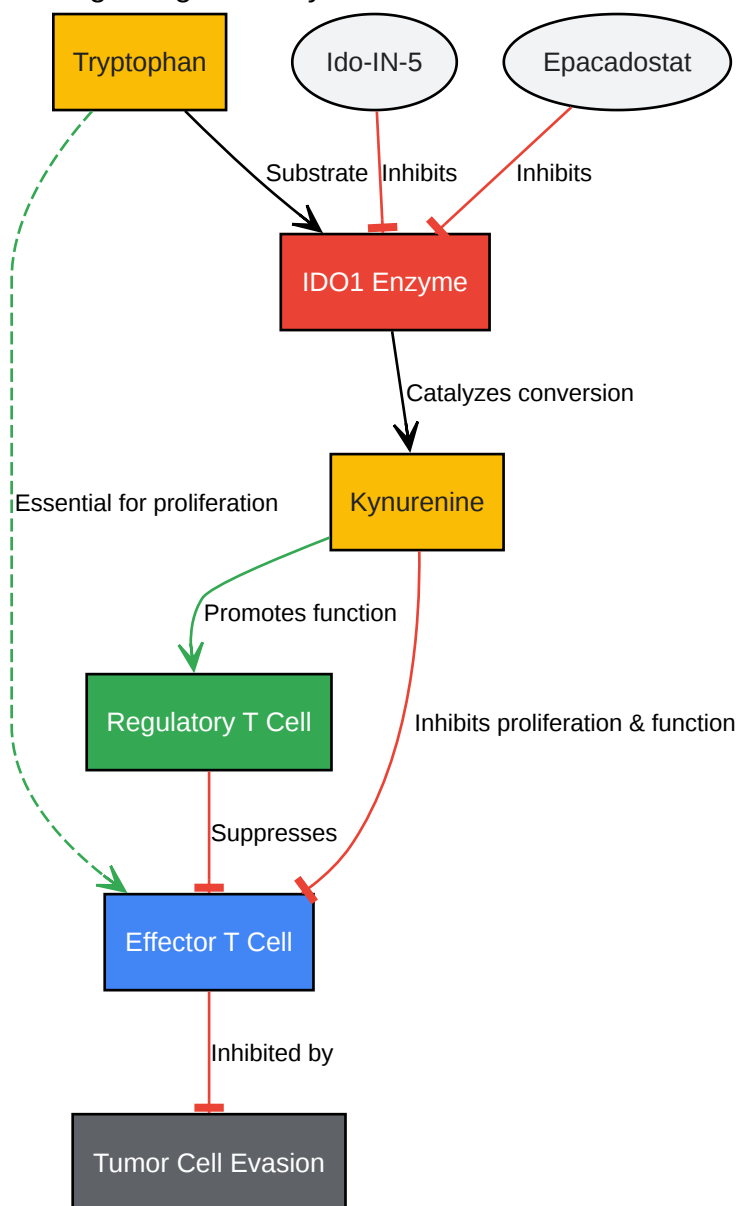 Tryptophan
Ido-IN-5
Epacadostat
Substrate
Inhibits
Inhibits
IDO1 Enzyme
Catalyzes conversion
Kynurenine
Essential for proliferation
Promotes function
Regulatory T Cell
Inhibits proliferation & function
Suppresses
Effector T Cell
Inhibited by
Tumor Cell Evasion